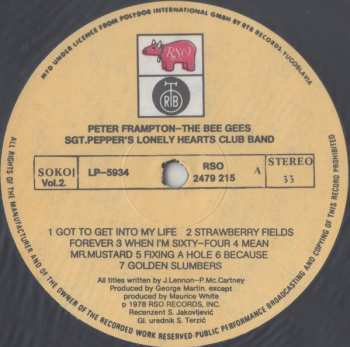 MFD UNDER LICENCE FROM POLYDOR INTERNATIONAL GMBH BY RTB RECORDS, YUGOSLAVIA
RSO
RTB
PETER FRAMPTON-THE BEE GEES
SGT.PEPPER'S LONELY HEARTS CLUB BAND
SOKOJ
Vol.2.
LP-5934
RSO
2479 215
A
STEREO
33
1 GOT TO GET INTO MY LIFE 2 STRAWBERRY FIELDS
FOREVER 3 WHEN I'M SIXTY-FOUR 4 MEAN
MR.MUSTARD 5 FIXING A HOLE 6 BECAUSE
7 GOLDEN SLUMBERS
All titles written by J.Lennon-P.Mc.Cartney
Produced by George Martin, except
produced by Maurice White
℗ 1978 RSO RECORDS, INC.
Recenzent S. Jakovljević
Gl. urednik S. Terzić
ALL RIGHTS OF THE MANUFACTURER AND OF THE OWNER OF THE RECORDED WORK RESERVED·PUBLIC PERFORMANCE BROADCASTING AND COPYING OF THIS RECORD PROHIBITED